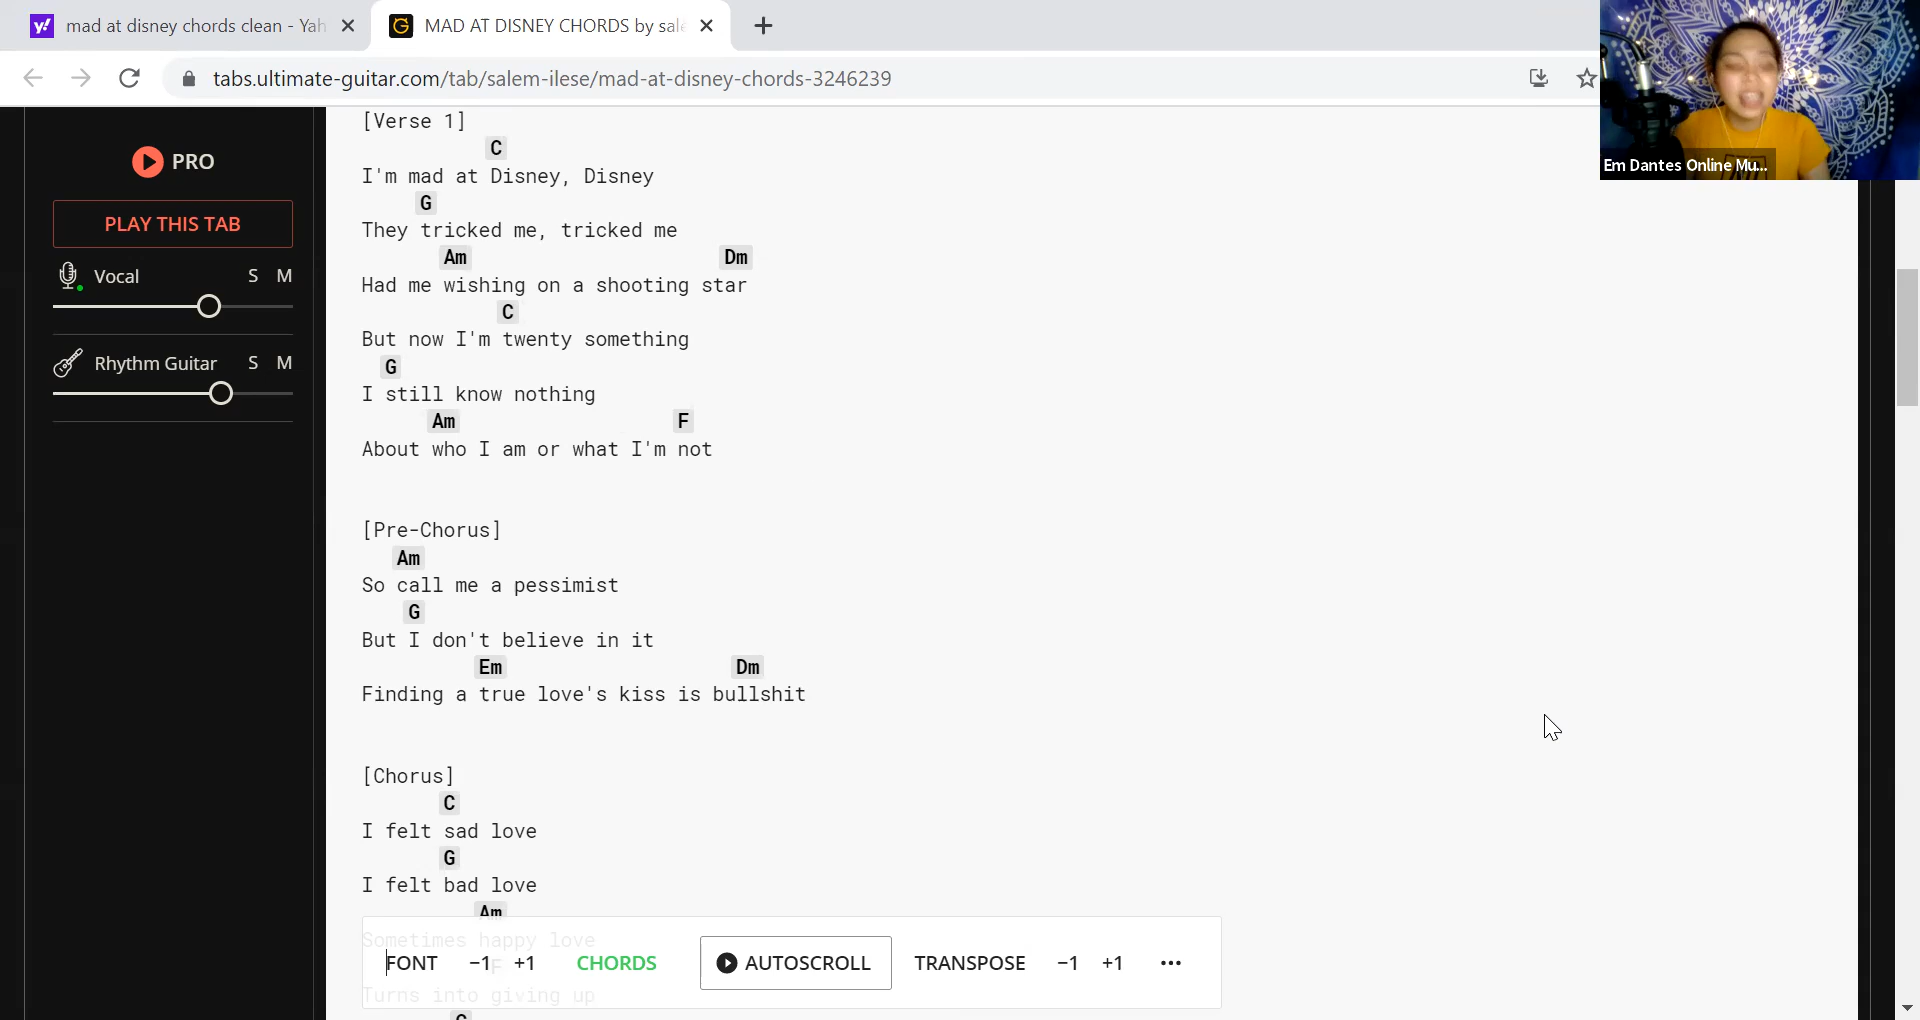 mad at disney chords clean - Yah
MAD AT DISNEY CHORDS by sale
tabs.ultimate-guitar.com/tab/salem-ilese/mad-at-disney-chords-3246239
Em Dantes Online Mu...
PRO
PLAY THIS TAB
Vocal S M
Rhythm Guitar S M
[Verse 1]
C
I'm mad at Disney, Disney
G
They tricked me, tricked me
Am Dm
Had me wishing on a shooting star
C
But now I'm twenty something
G
I still know nothing
Am F
About who I am or what I'm not
[Pre-Chorus]
Am
So call me a pessimist
G
But I don't believe in it
Em Dm
Finding a true love's kiss is bullshit
[Chorus]
C
I felt sad love
G
I felt bad love
Am
Sometimes happy love
F
Turns into giving up
FONT −1 +1 CHORDS AUTOSCROLL TRANSPOSE −1 +1